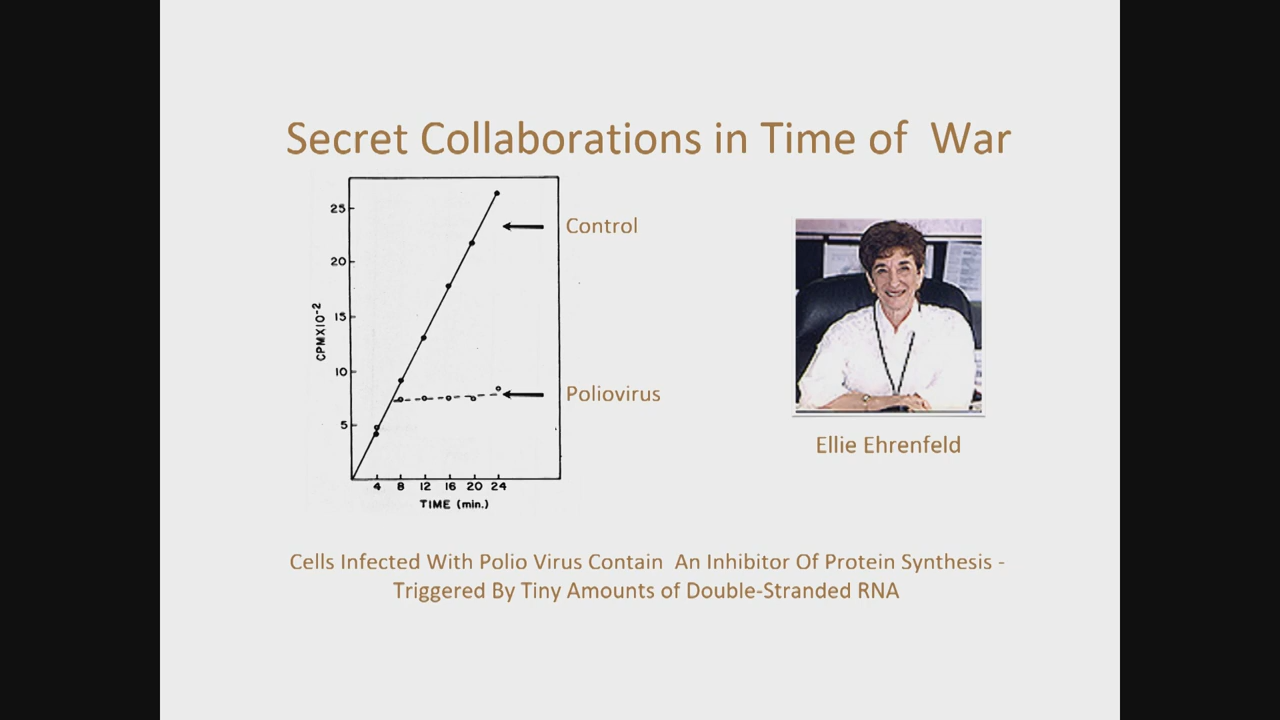 Secret Collaborations in Time of  War
25
20
15
10
5
CPMX10-2
4 8 12 16 20 24
TIME (min.)
Control
Poliovirus
Ellie Ehrenfeld
Cells Infected With Polio Virus Contain  An Inhibitor Of Protein Synthesis -
Triggered By Tiny Amounts of Double-Stranded RNA